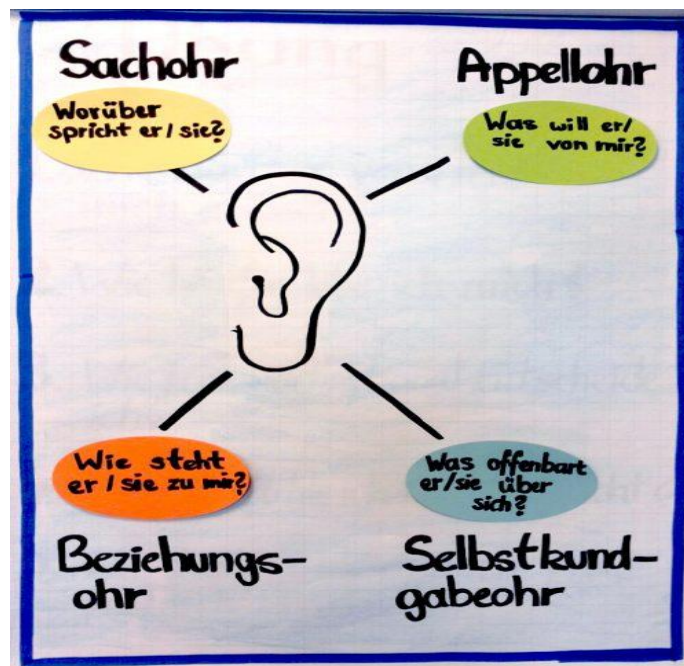 Sachohr
Worüber
spricht er/sie?
Appellohr
Was will er/
sie von mir?
Wie steht
er/sie zu mir?
Beziehungs-
ohr
Was offenbart
er/sie über
sich?
Selbstkund-
gabeohr